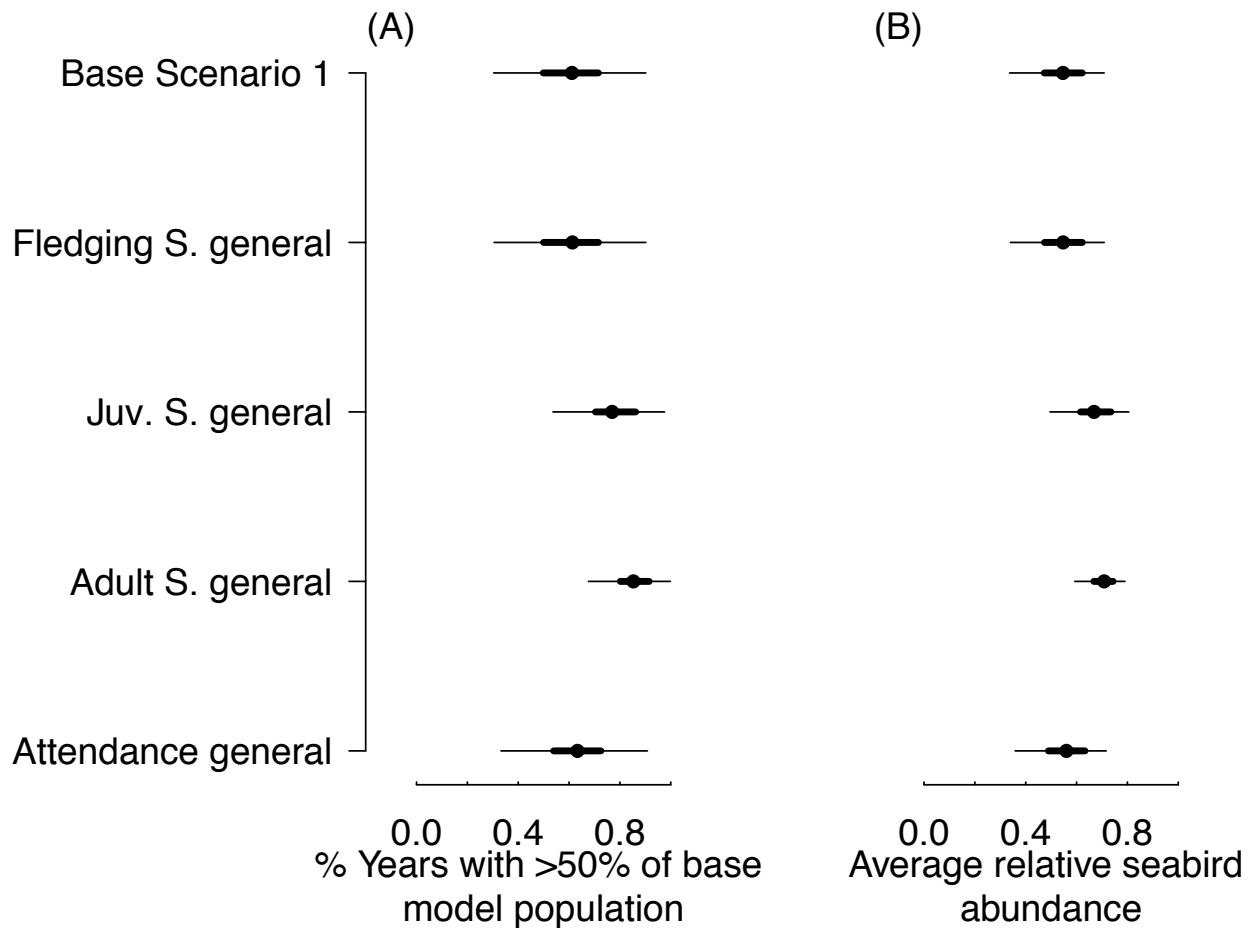 (A)
(B)
Base Scenario 1
Fledging S. general
Juv. S. general
Adult S. general
Attendance general
0.0 0.4 0.8
% Years with >50% of base
model population
0.0 0.4 0.8
Average relative seabird
abundance